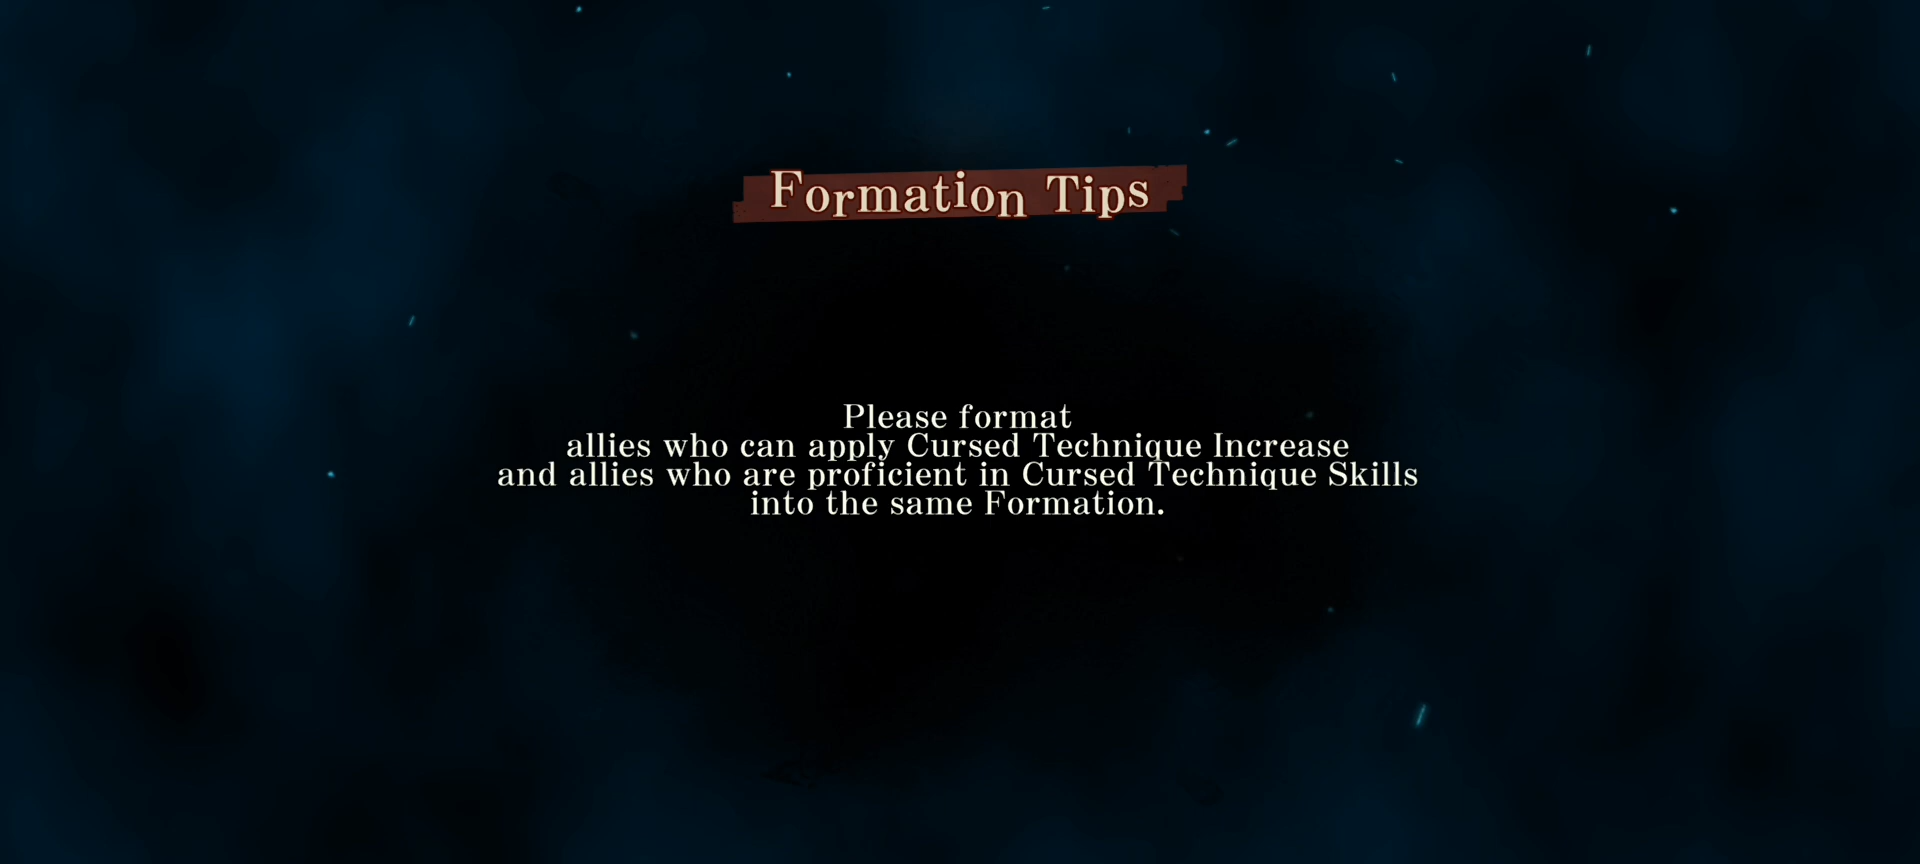 Formation Tips
Please format
allies who can apply Cursed Technique Increase
and allies who are proficient in Cursed Technique Skills
into the same Formation.